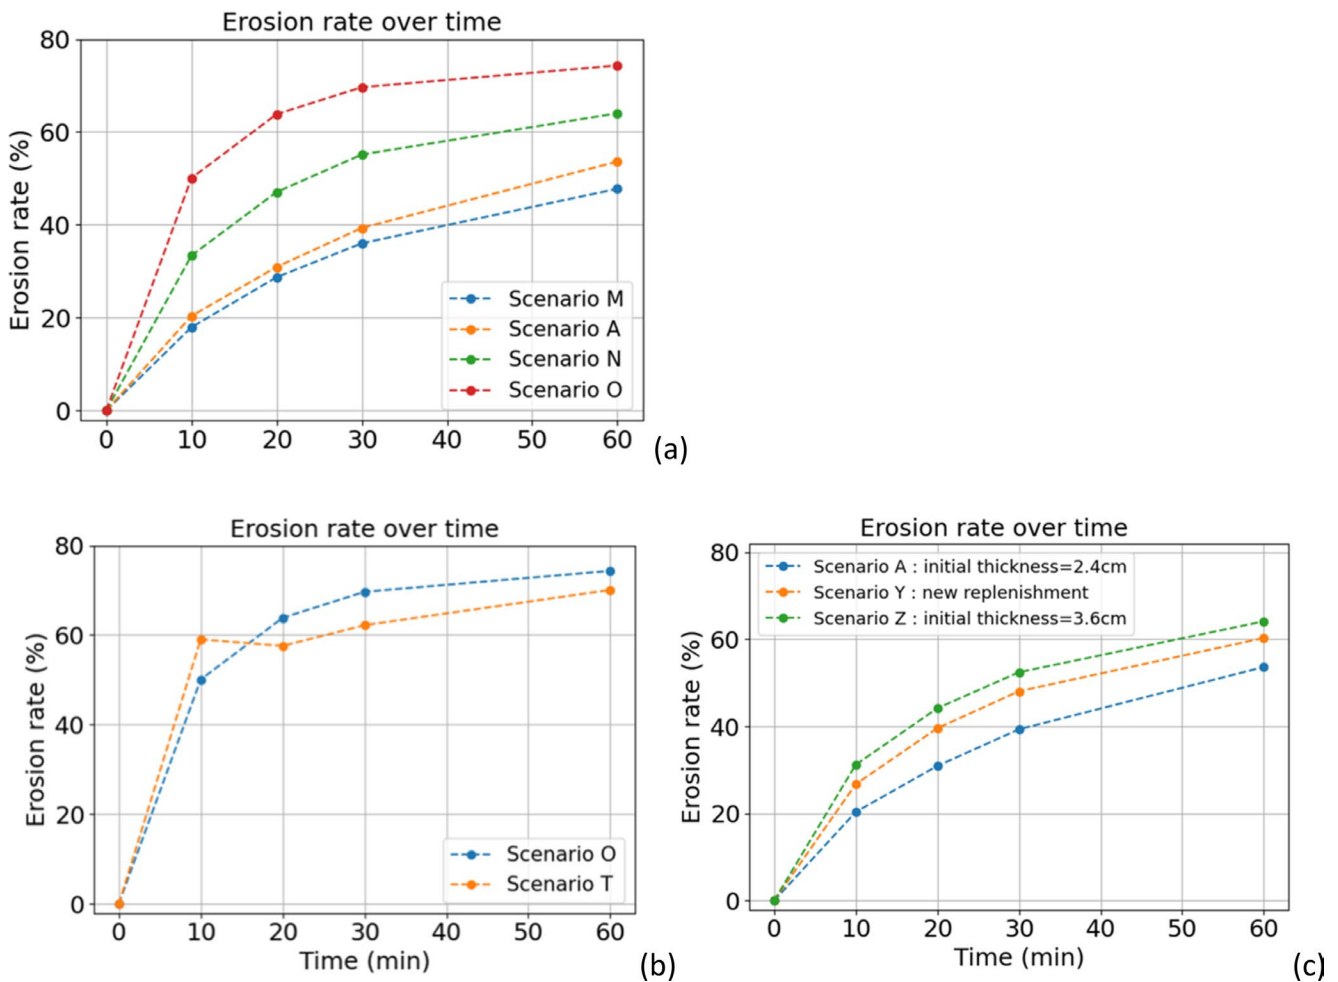 Erosion rate over time
80
60
40
20
0
Erosion rate (%)
Scenario M
Scenario A
Scenario N
Scenario O
0 10 20 30 40 50 60
(a)
Erosion rate over time
80
60
40
20
0
Erosion rate (%)
Scenario O
Scenario T
0 10 20 30 40 50 60
Time (min)
(b)
Erosion rate over time
80
60
40
20
0
Erosion rate (%)
Scenario A : initial thickness=2.4cm
Scenario Y : new replenishment
Scenario Z : initial thickness=3.6cm
0 10 20 30 40 50 60
Time (min)
(c)